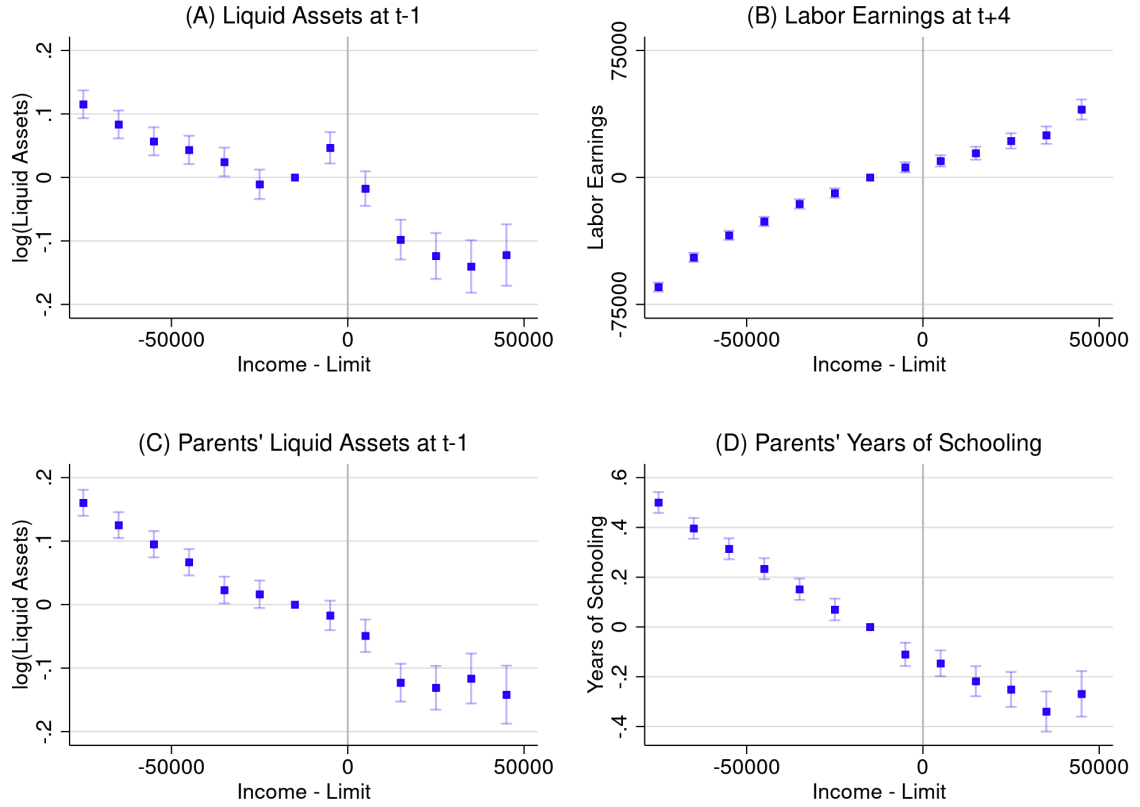 (A) Liquid Assets at t-1
log(Liquid Assets)
.2
.1
0
-.1
-.2
-50000 0 50000
Income - Limit
(B) Labor Earnings at t+4
Labor Earnings
75000
0
-75000
-50000 0 50000
Income - Limit
(C) Parents' Liquid Assets at t-1
log(Liquid Assets)
.2
.1
0
-.1
-.2
-50000 0 50000
Income - Limit
(D) Parents' Years of Schooling
Years of Schooling
.6
.4
.2
0
-.2
-.4
-50000 0 50000
Income - Limit